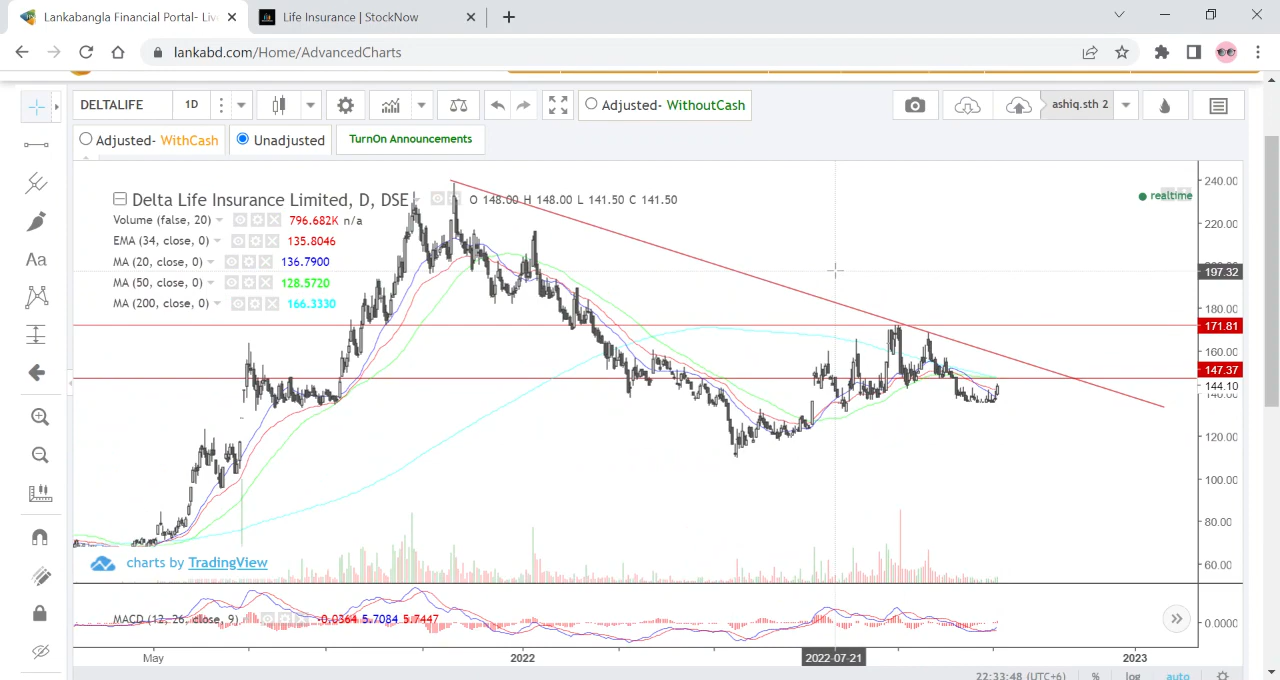 Lankabangla Financial Portal- Liv
Life Insurance | StockNow
lankabd.com/Home/AdvancedCharts
DELTALIFE 1D Adjusted- WithoutCash ashiq.sth 2
Adjusted- WithCash Unadjusted TurnOn Announcements
Delta Life Insurance Limited, D, DSE O 148.00 H 148.00 L 141.50 C 141.50
realtime
Volume (false, 20) 796.682K n/a
EMA (34, close, 0) 135.8046
MA (20, close, 0) 136.7900
MA (50, close, 0) 128.5720
MA (200, close, 0) 166.3330
240.00
220.00
197.32
180.00
171.81
160.00
147.37
144.10
140.00
120.00
100.00
80.00
60.00
charts by TradingView
MACD (12, 26, close, 9) -0.0364 5.7084 5.7447
0.0000
May 2022 2022-07-21 2023
22:33:48 (UTC+6) % log auto
Aa